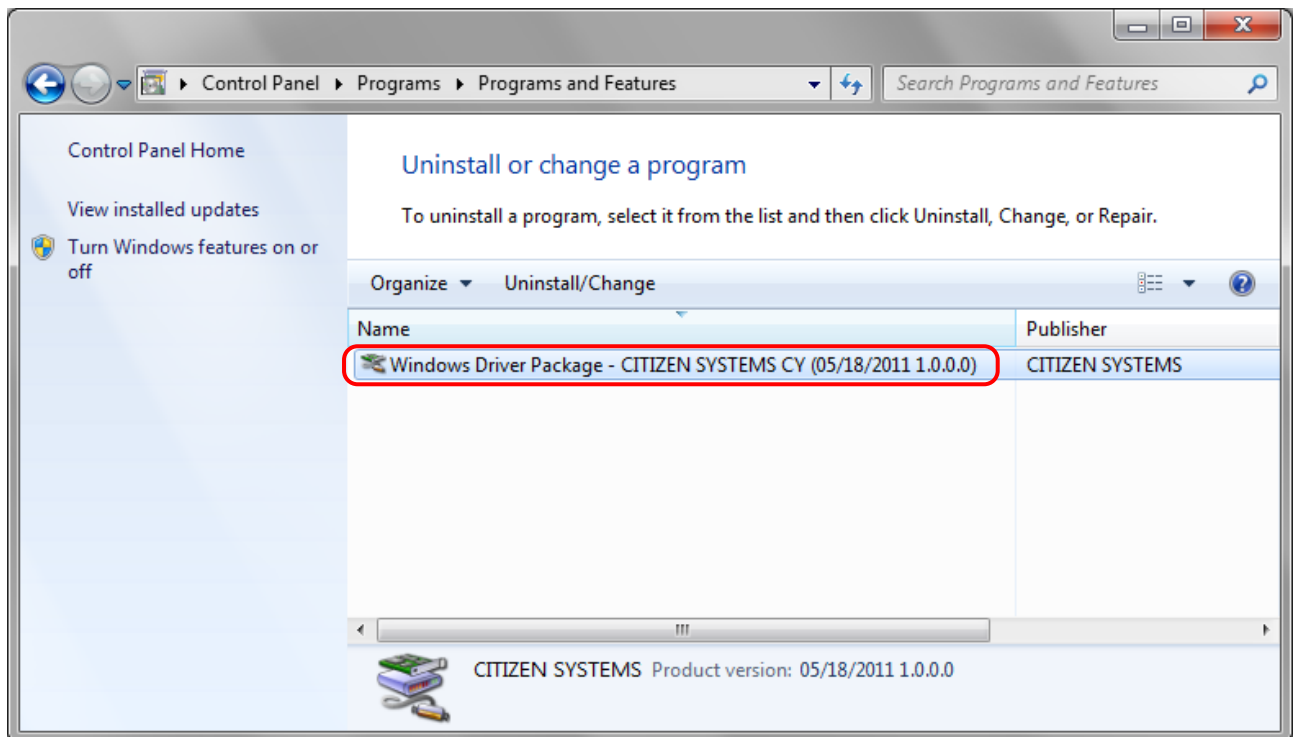 Control Panel Programs Programs and Features Search Programs and Features
Control Panel Home
View installed updates
Turn Windows features on or
off
Uninstall or change a program
To uninstall a program, select it from the list and then click Uninstall, Change, or Repair.
Organize Uninstall/Change
Name Publisher
Windows Driver Package - CITIZEN SYSTEMS CY (05/18/2011 1.0.0.0) CITIZEN SYSTEMS
CITIZEN SYSTEMS Product version: 05/18/2011 1.0.0.0